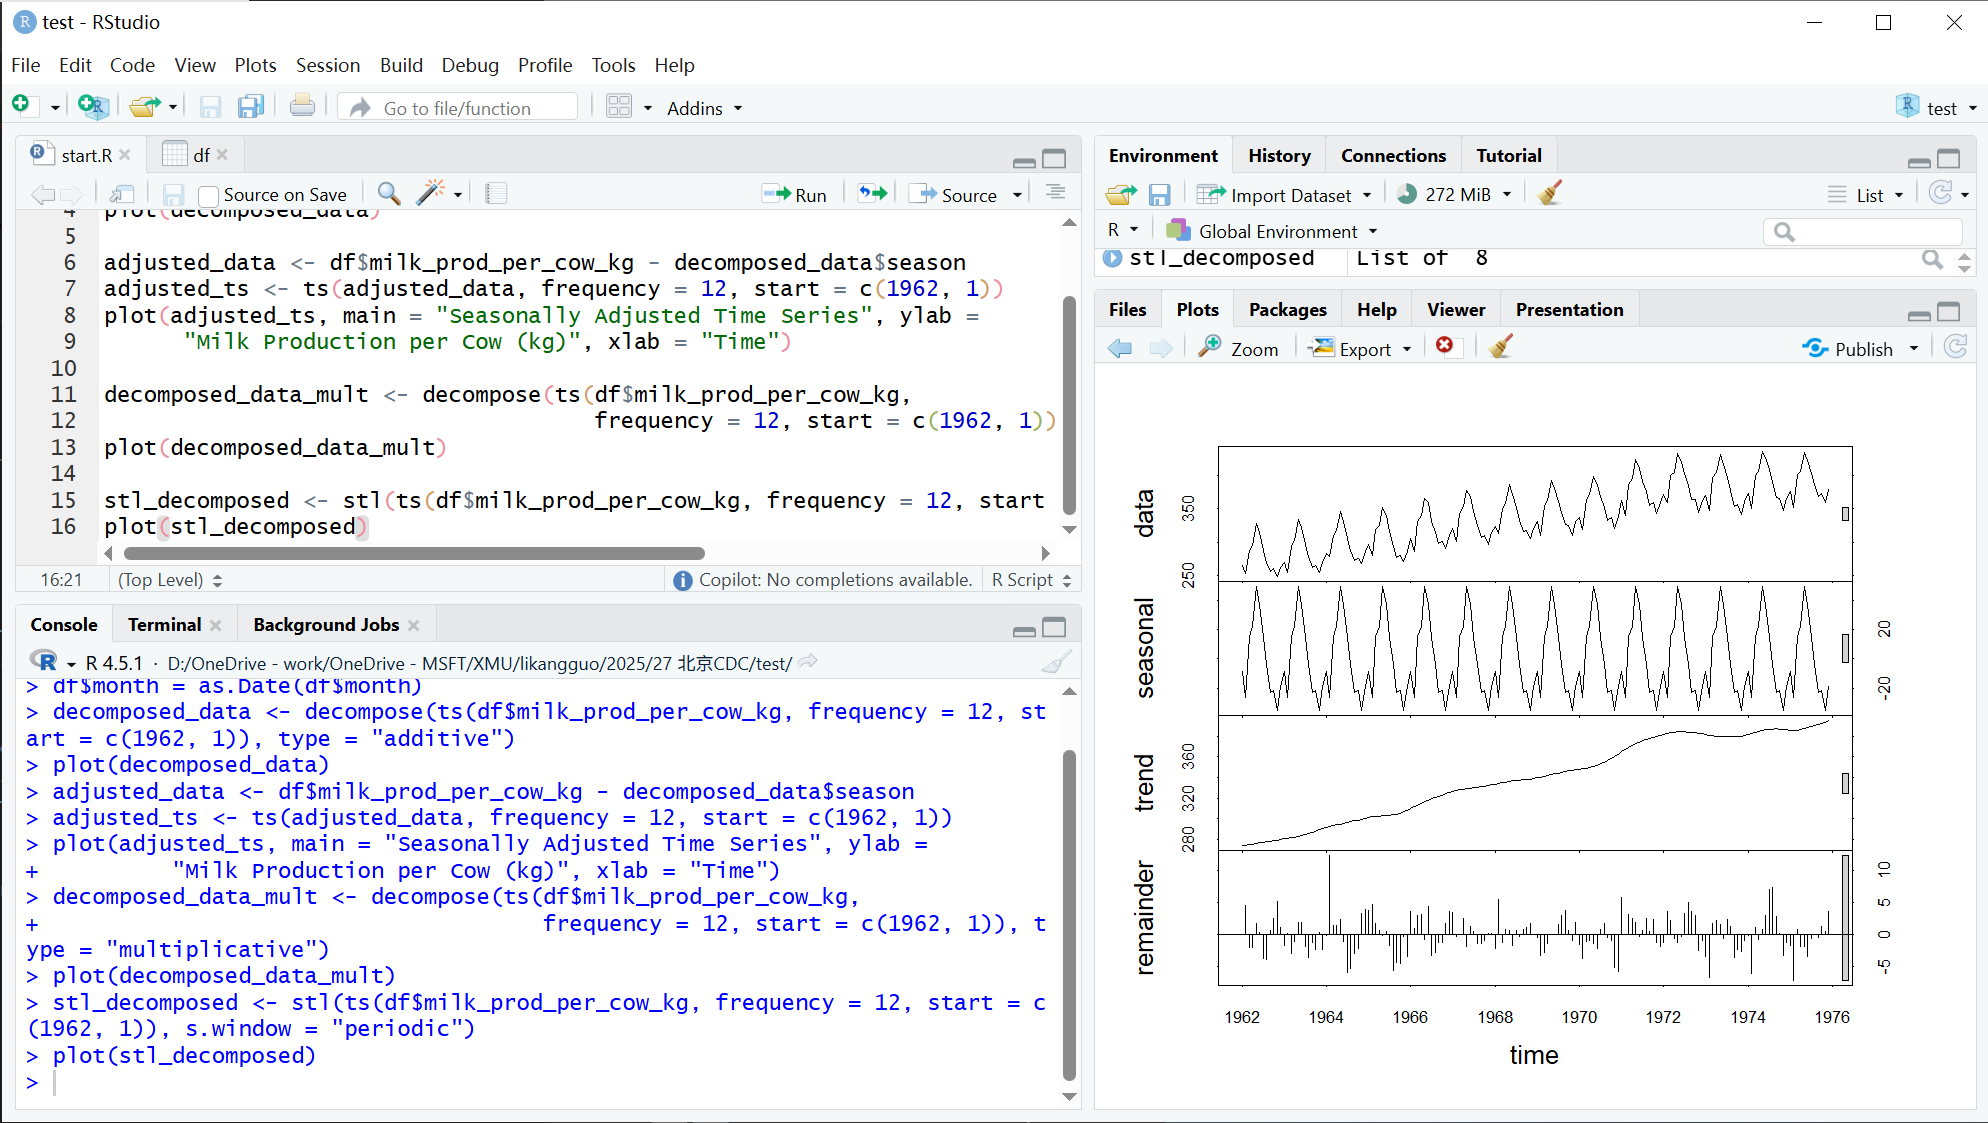 test - RStudio
File Edit Code View Plots Session Build Debug Profile Tools Help
Go to file/function Addins test
start.R df
Source on Save Run Source
4 plot(decomposed_data)
5
6 adjusted_data <- df$milk_prod_per_cow_kg - decomposed_data$season
7 adjusted_ts <- ts(adjusted_data, frequency = 12, start = c(1962, 1))
8 plot(adjusted_ts, main = "Seasonally Adjusted Time Series", ylab =
9 "Milk Production per Cow (kg)", xlab = "Time")
10
11 decomposed_data_mult <- decompose(ts(df$milk_prod_per_cow_kg,
12 frequency = 12, start = c(1962, 1))
13 plot(decomposed_data_mult)
14
15 stl_decomposed <- stl(ts(df$milk_prod_per_cow_kg, frequency = 12, start
16 plot(stl_decomposed)
16:21 (Top Level) Copilot: No completions available. R Script
Console Terminal Background Jobs
R 4.5.1 · D:/OneDrive - work/OneDrive - MSFT/XMU/likangguo/2025/27 北京CDC/test/
> df$month = as.Date(df$month)
> decomposed_data <- decompose(ts(df$milk_prod_per_cow_kg, frequency = 12, st
art = c(1962, 1)), type = "additive")
> plot(decomposed_data)
> adjusted_data <- df$milk_prod_per_cow_kg - decomposed_data$season
> adjusted_ts <- ts(adjusted_data, frequency = 12, start = c(1962, 1))
> plot(adjusted_ts, main = "Seasonally Adjusted Time Series", ylab =
+ "Milk Production per Cow (kg)", xlab = "Time")
> decomposed_data_mult <- decompose(ts(df$milk_prod_per_cow_kg,
+ frequency = 12, start = c(1962, 1)), t
ype = "multiplicative")
> plot(decomposed_data_mult)
> stl_decomposed <- stl(ts(df$milk_prod_per_cow_kg, frequency = 12, start = c
(1962, 1)), s.window = "periodic")
> plot(stl_decomposed)
>
Environment History Connections Tutorial
Import Dataset 272 MiB List
R Global Environment
stl_decomposed List of 8
Files Plots Packages Help Viewer Presentation
Zoom Export Publish
data
350
250
seasonal
20
-20
trend
360
320
280
remainder
10
5
0
-5
1962 1964 1966 1968 1970 1972 1974 1976
time